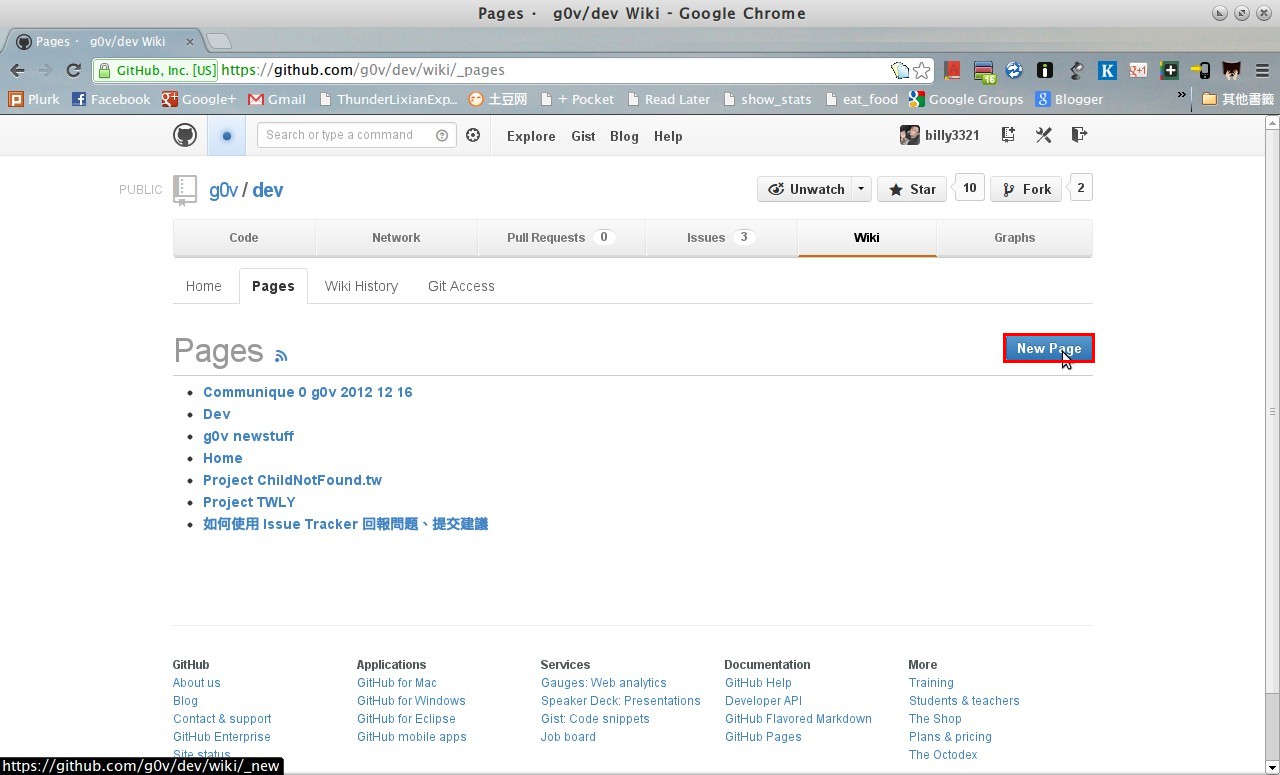 Pages · g0v/dev Wiki - Google Chrome
Pages · g0v/dev Wiki
GitHub, Inc. [US] https://github.com/g0v/dev/wiki/_pages
Plurk Facebook Google+ Gmail ThunderLixianExp... 土豆网 + Pocket Read Later show_stats eat_food Google Groups Blogger » 其他書籤
Search or type a command Explore Gist Blog Help billy3321
PUBLIC g0v / dev Unwatch Star 10 Fork 2
Code Network Pull Requests 0 Issues 3 Wiki Graphs
Home Pages Wiki History Git Access
Pages New Page
Communique 0 g0v 2012 12 16
Dev
g0v newstuff
Home
Project ChildNotFound.tw
Project TWLY
如何使用 Issue Tracker 回報問題、提交建議
GitHub Applications Services Documentation More
About us GitHub for Mac Gauges: Web analytics GitHub Help Training
Blog GitHub for Windows Speaker Deck: Presentations Developer API Students & teachers
Contact & support GitHub for Eclipse Gist: Code snippets GitHub Flavored Markdown The Shop
GitHub Enterprise GitHub mobile apps Job board GitHub Pages Plans & pricing
Site status The Octodex
https://github.com/g0v/dev/wiki/_new